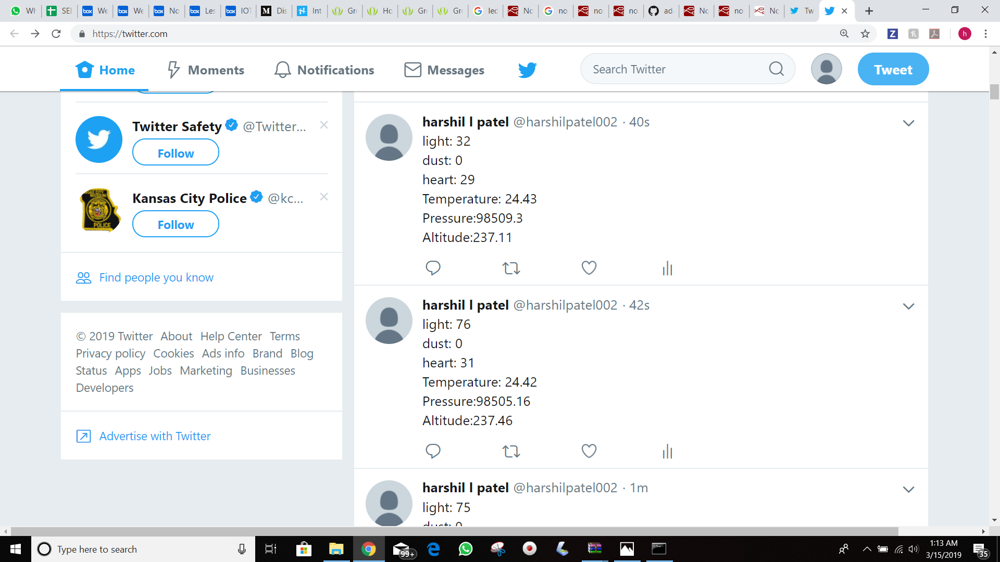 Wh
SEI
We
We
No
Les
IOT
Dis
Int
Gr
Ho
Gr
Gr
led
No
no
no
no
ad
No
no
No
Tw
https://twitter.com
h
Home
Moments
Notifications
Messages
Search Twitter
Tweet
Twitter Safety @Twitter...
Follow
Kansas City Police @kc...
POLICE
Follow
Find people you know
© 2019 Twitter About Help Center Terms
Privacy policy Cookies Ads info Brand Blog
Status Apps Jobs Marketing Businesses
Developers
Advertise with Twitter
harshil l patel @harshilpatel002 · 40s
light: 32
dust: 0
heart: 29
Temperature: 24.43
Pressure:98509.3
Altitude:237.11
harshil l patel @harshilpatel002 · 42s
light: 76
dust: 0
heart: 31
Temperature: 24.42
Pressure:98505.16
Altitude:237.46
harshil l patel @harshilpatel002 · 1m
light: 75
dust: 0
Type here to search
99+
1:13 AM
3/15/2019
35